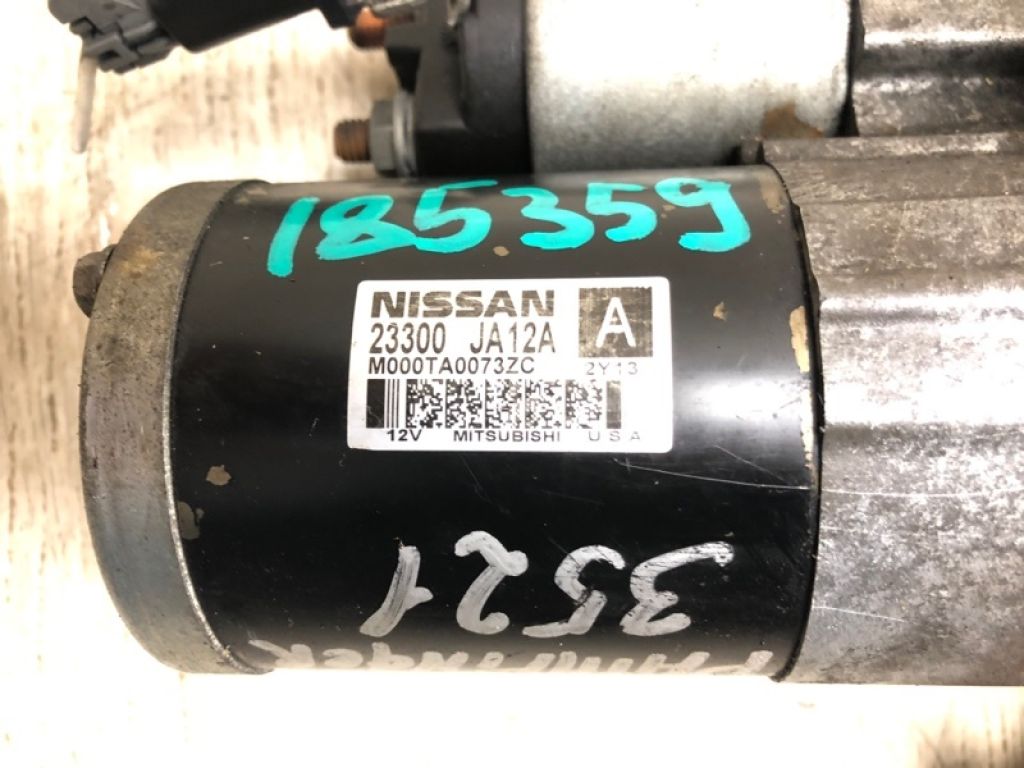 185359
NISSAN
23300 JA12A A
M000TA0073ZC 2Y13
12V MITSUBISHI USA
3521